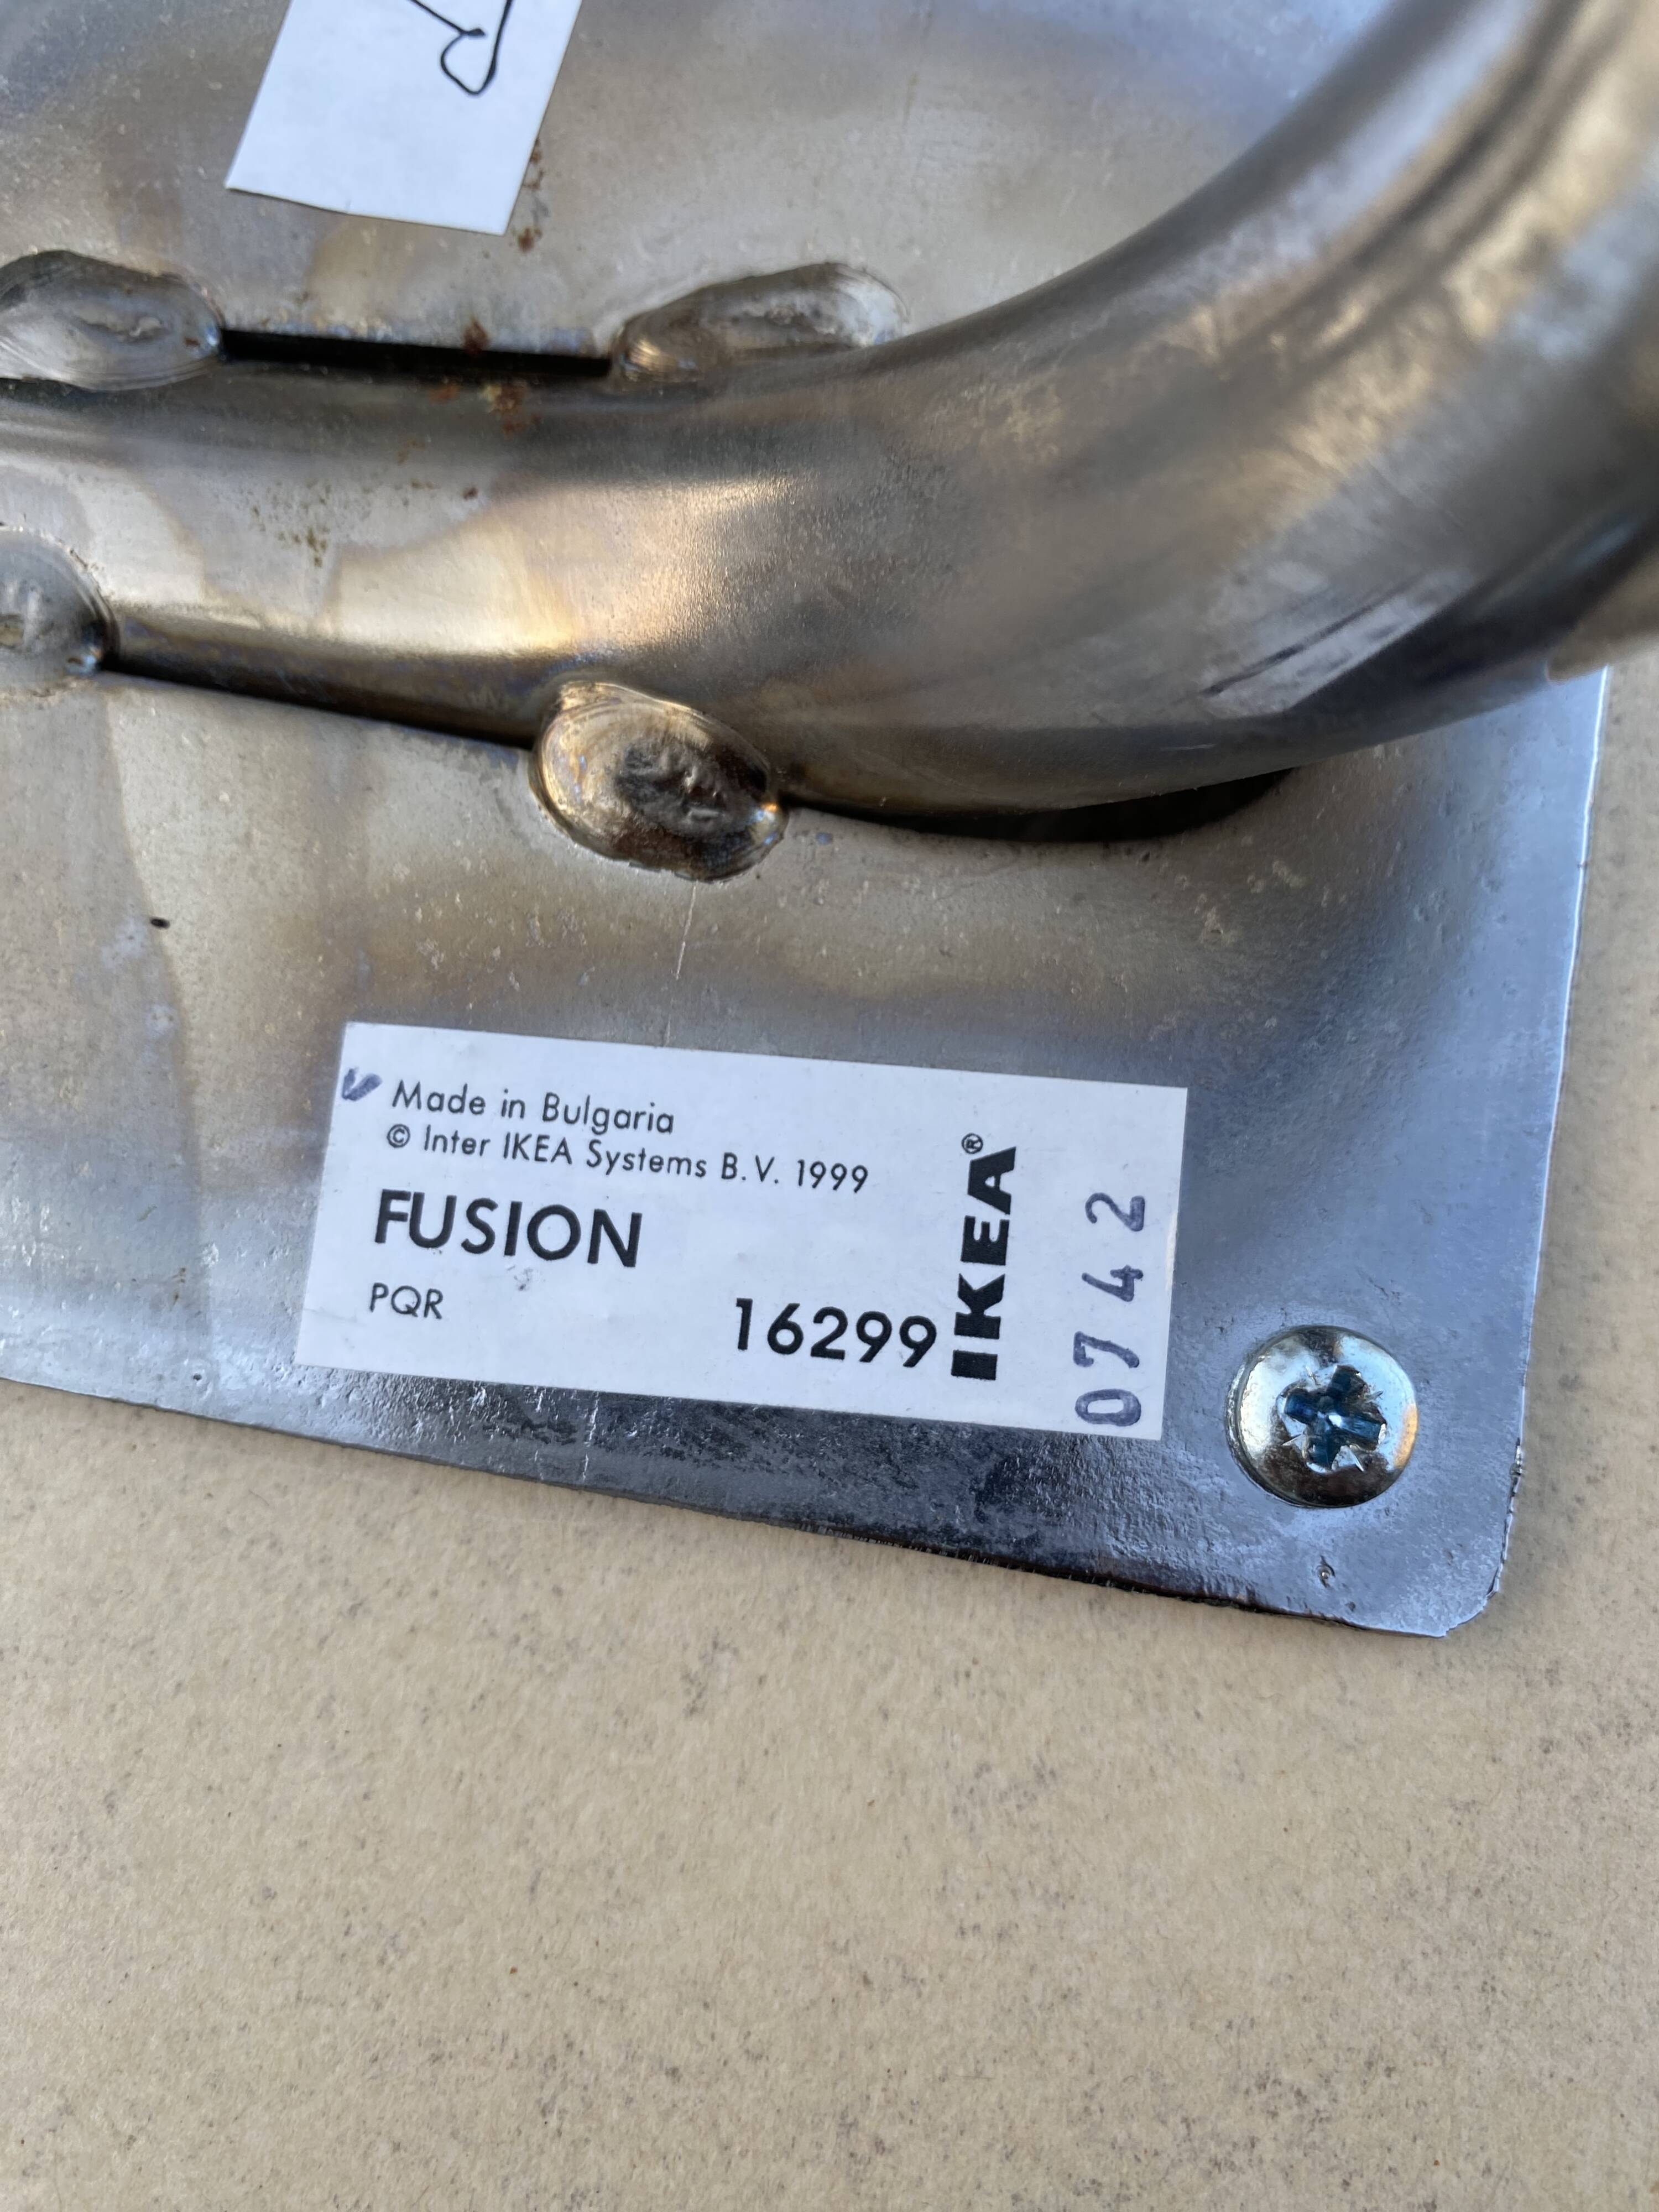 Made in Bulgaria
© Inter IKEA Systems B.V. 1999
FUSION
PQR
16299
IKEA®
0742